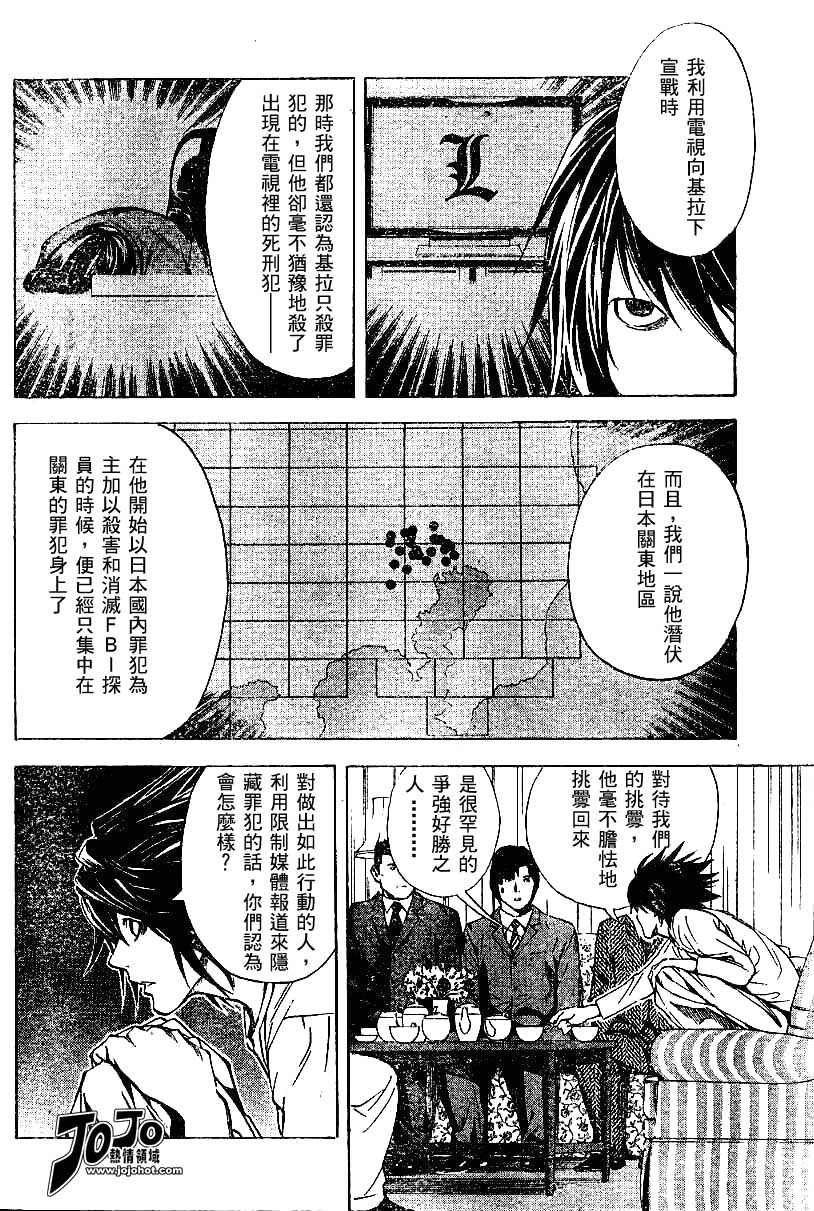 我利用電視向基拉下
宣戰時
L
那時我們都還認為基拉只殺罪
犯的，但他卻毫不猶豫地殺了
出現在電視裡的死刑犯——
而且，我們一說他潛伏
在日本關東地區
在他開始以日本國內罪犯為
主加以殺害和消滅FBI探
員的時候，便已經只集中在
關東的罪犯身上了
對待我們
的挑釁，
他毫不膽怯地
挑釁回來
是很罕見的
爭強好勝之
人………
對做出如此行動的人，
利用限制媒體報道來隱
藏罪犯的話，你們認為
會怎麼樣？
JOJO
熱情領域
www.jojohot.com